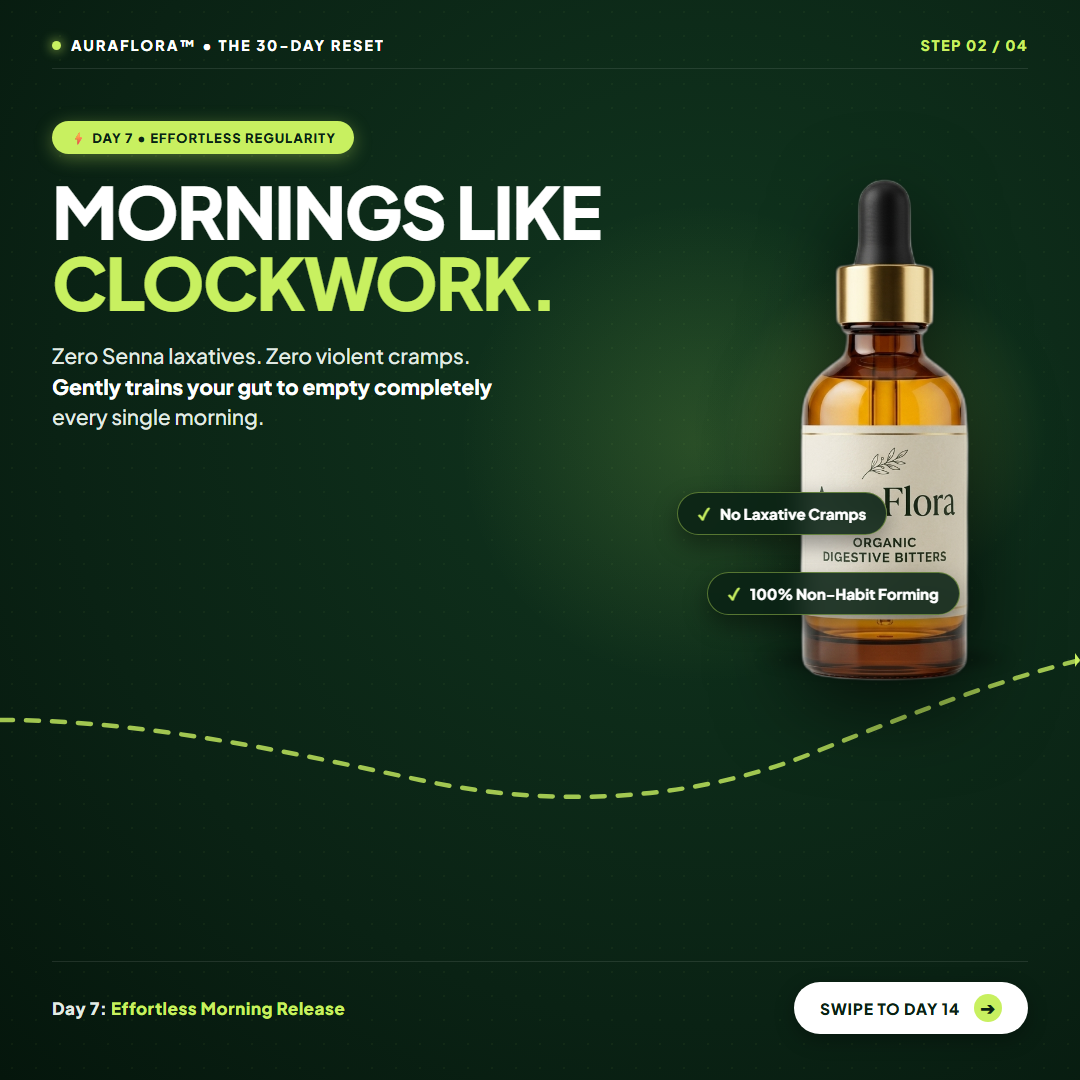 AURAFLORA™ • THE 30-DAY RESET
STEP 02 / 04
⚡ DAY 7 • EFFORTLESS REGULARITY
MORNINGS LIKE
CLOCKWORK.
Zero Senna laxatives. Zero violent cramps.
Gently trains your gut to empty completely
every single morning.
Flora
✓ No Laxative Cramps
ORGANIC
DIGESTIVE BITTERS
✓ 100% Non-Habit Forming
Day 7: Effortless Morning Release
SWIPE TO DAY 14 ➔